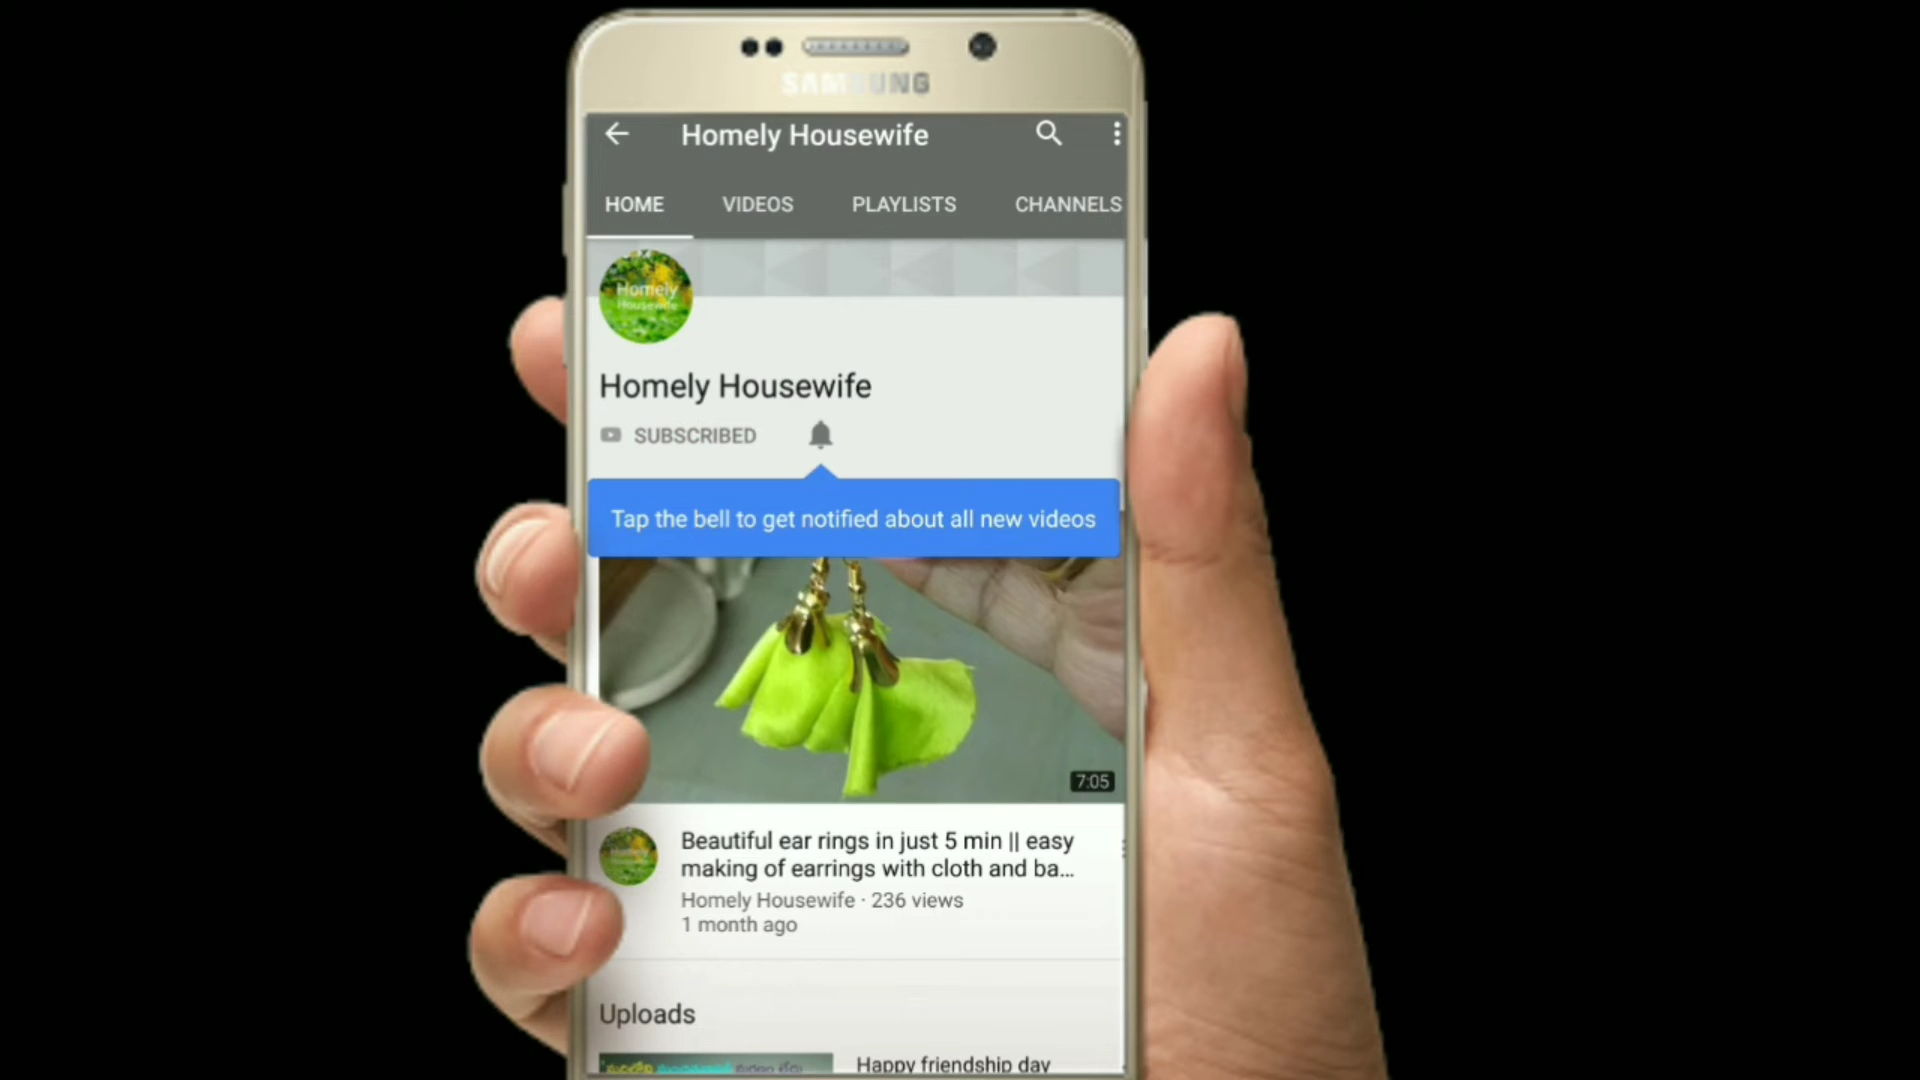 SAMSUNG
Homely Housewife
HOME VIDEOS PLAYLISTS CHANNELS
Homely
Housewife
Homely Housewife
SUBSCRIBED
Tap the bell to get notified about all new videos
7:05
Beautiful ear rings in just 5 min || easy
making of earrings with cloth and ba...
Homely Housewife · 236 views
1 month ago
Uploads
Happy friendship day